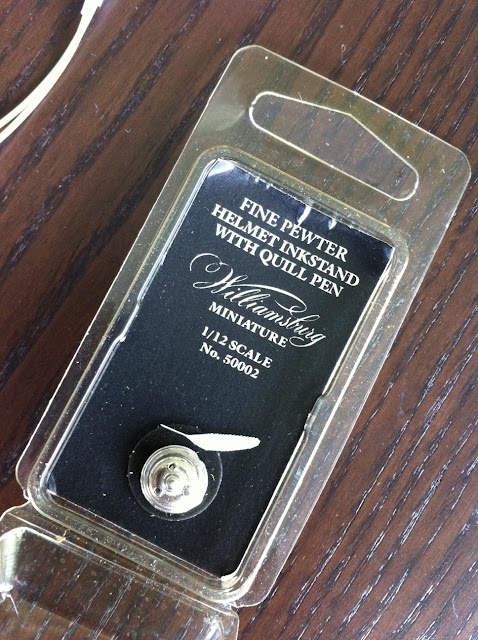 FINE PEWTER
HELMET INKSTAND
WITH QUILL PEN
Williamsburg
MINIATURE
1/12 SCALE
No. 50002